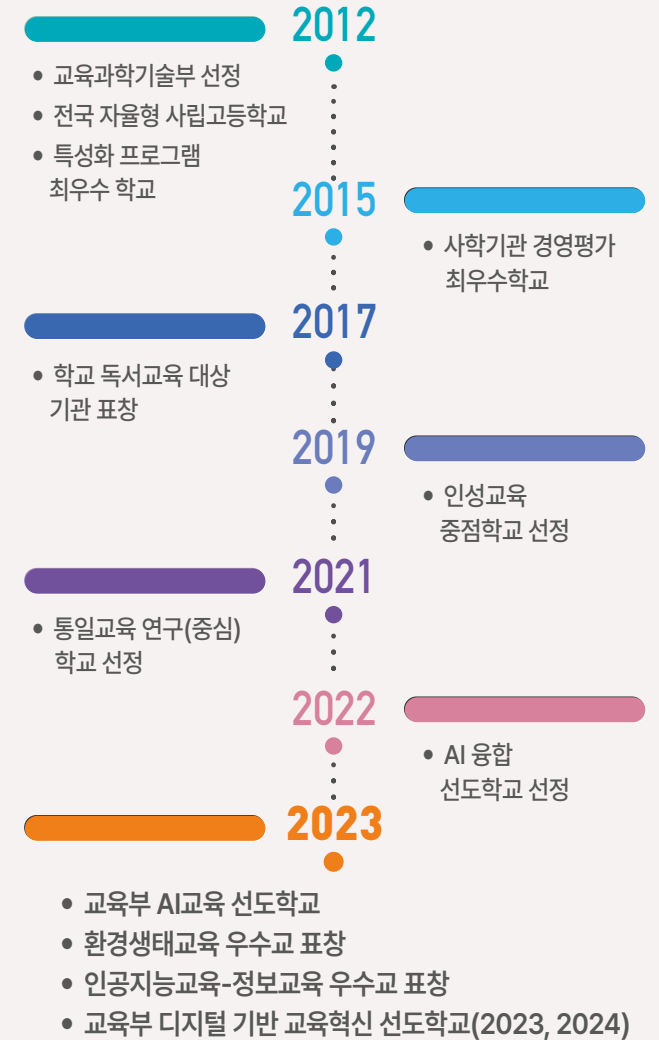 2012
• 교육과학기술부 선정
• 전국 자율형 사립고등학교
• 특성화 프로그램
최우수 학교
2015
• 사학기관 경영평가
최우수학교
2017
• 학교 독서교육 대상
기관 표창
2019
• 인성교육
중점학교 선정
2021
• 통일교육 연구(중심)
학교 선정
2022
• AI 융합
선도학교 선정
2023
• 교육부 AI교육 선도학교
• 환경생태교육 우수교 표창
• 인공지능교육-정보교육 우수교 표창
• 교육부 디지털 기반 교육혁신 선도학교(2023, 2024)